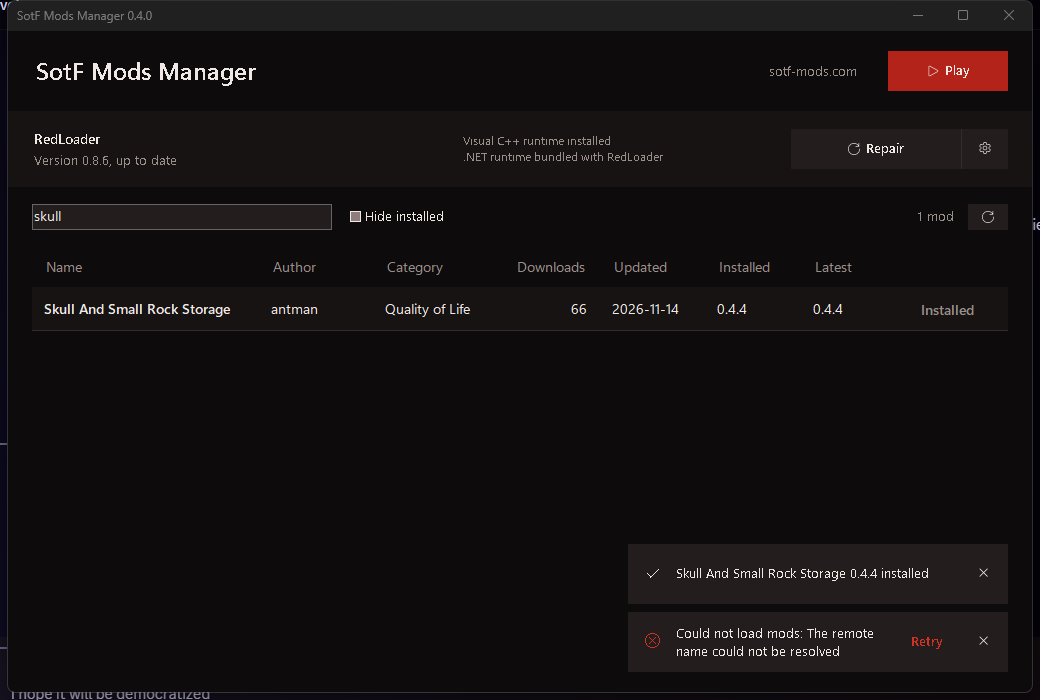 SotF Mods Manager 0.4.0
SotF Mods Manager
sotf-mods.com
Play
RedLoader
Version 0.8.6, up to date
Visual C++ runtime installed
.NET runtime bundled with RedLoader
Repair
skull
Hide installed
1 mod
Name Author Category Downloads Updated Installed Latest
Skull And Small Rock Storage antman Quality of Life 66 2026-11-14 0.4.4 0.4.4 Installed
Skull And Small Rock Storage 0.4.4 installed
Could not load mods: The remote
name could not be resolved
Retry
I hope it will be democratized